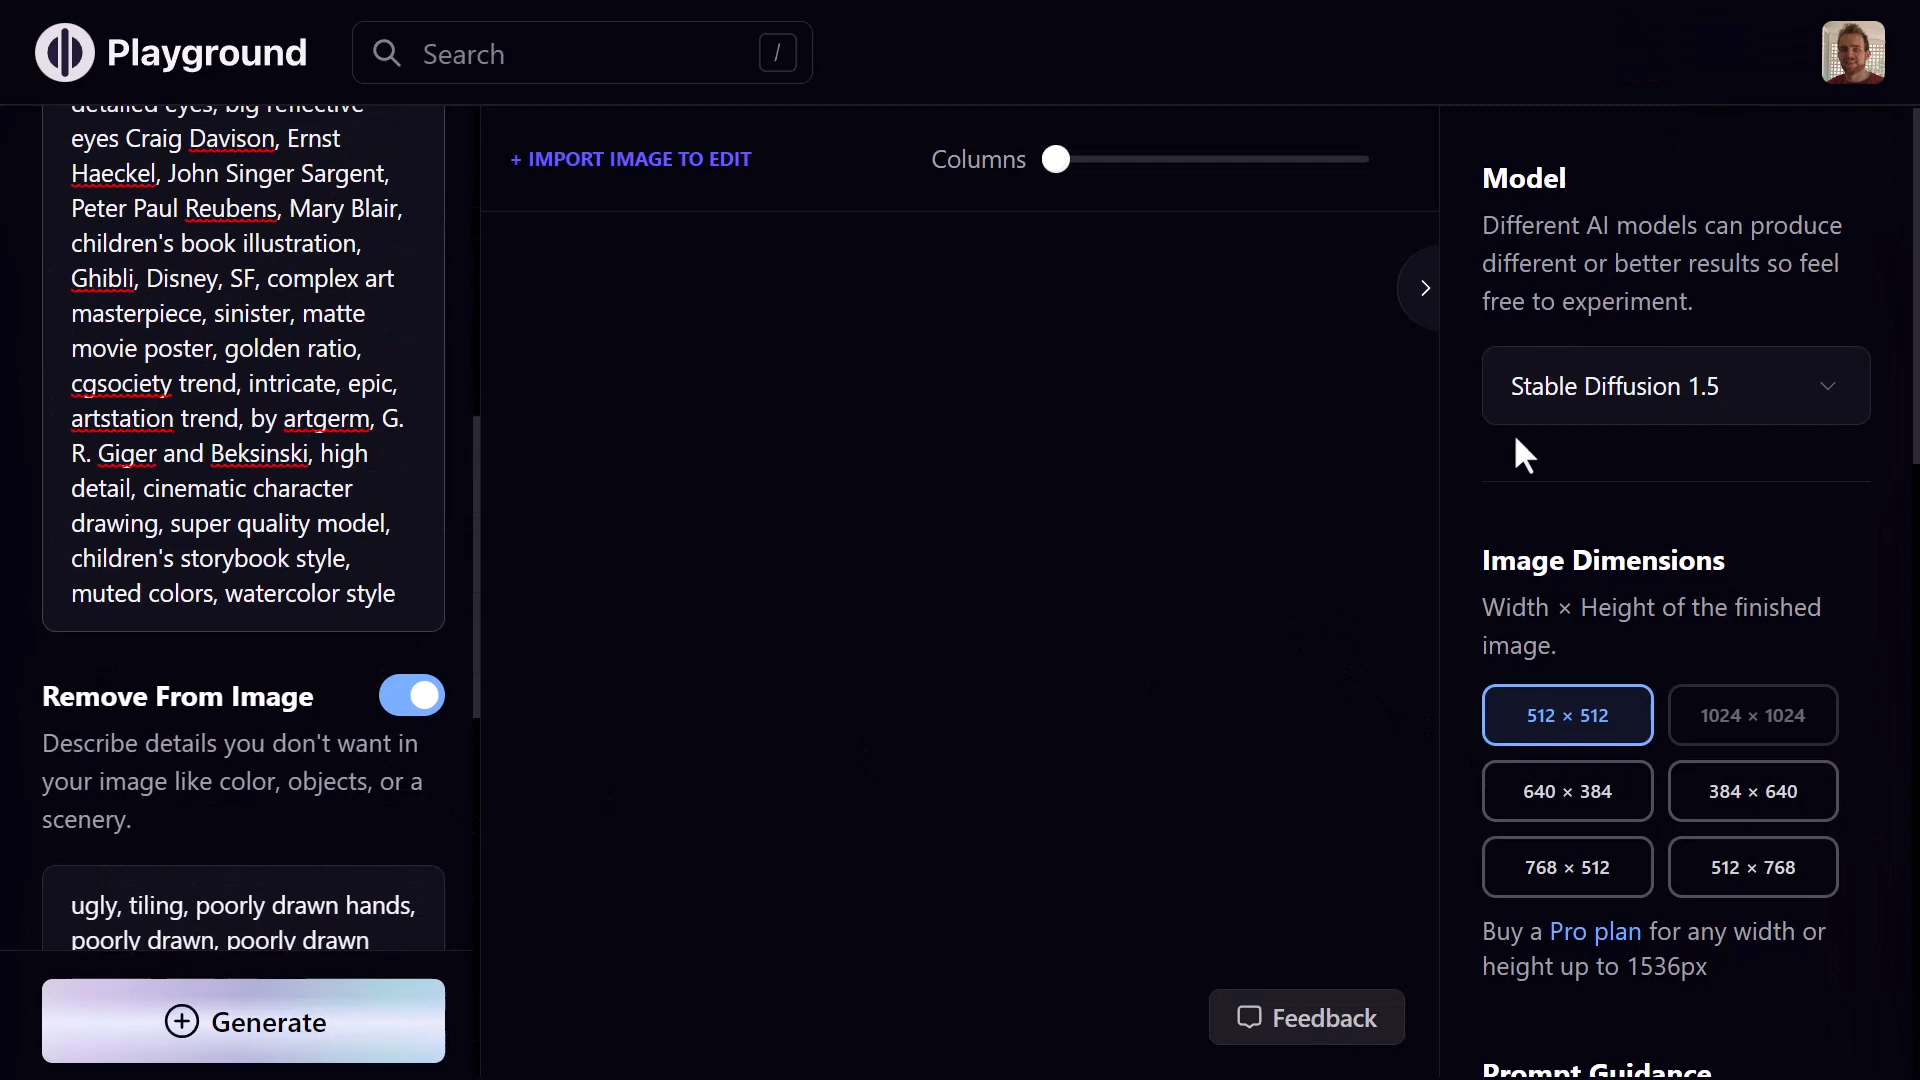 Playground
Search
/
detailed eyes, big reflective
eyes Craig Davison, Ernst
Haeckel, John Singer Sargent,
Peter Paul Reubens, Mary Blair,
children's book illustration,
Ghibli, Disney, SF, complex art
masterpiece, sinister, matte
movie poster, golden ratio,
cgsociety trend, intricate, epic,
artstation trend, by artgerm, G.
R. Giger and Beksinski, high
detail, cinematic character
drawing, super quality model,
children's storybook style,
muted colors, watercolor style
Remove From Image
Describe details you don't want in
your image like color, objects, or a
scenery.
ugly, tiling, poorly drawn hands,
poorly drawn, poorly drawn
Generate
+ IMPORT IMAGE TO EDIT
Columns
Feedback
Model
Different AI models can produce
different or better results so feel
free to experiment.
Stable Diffusion 1.5
Image Dimensions
Width × Height of the finished
image.
512 × 512
1024 × 1024
640 × 384
384 × 640
768 × 512
512 × 768
Buy a Pro plan for any width or
height up to 1536px
Prompt Guidance